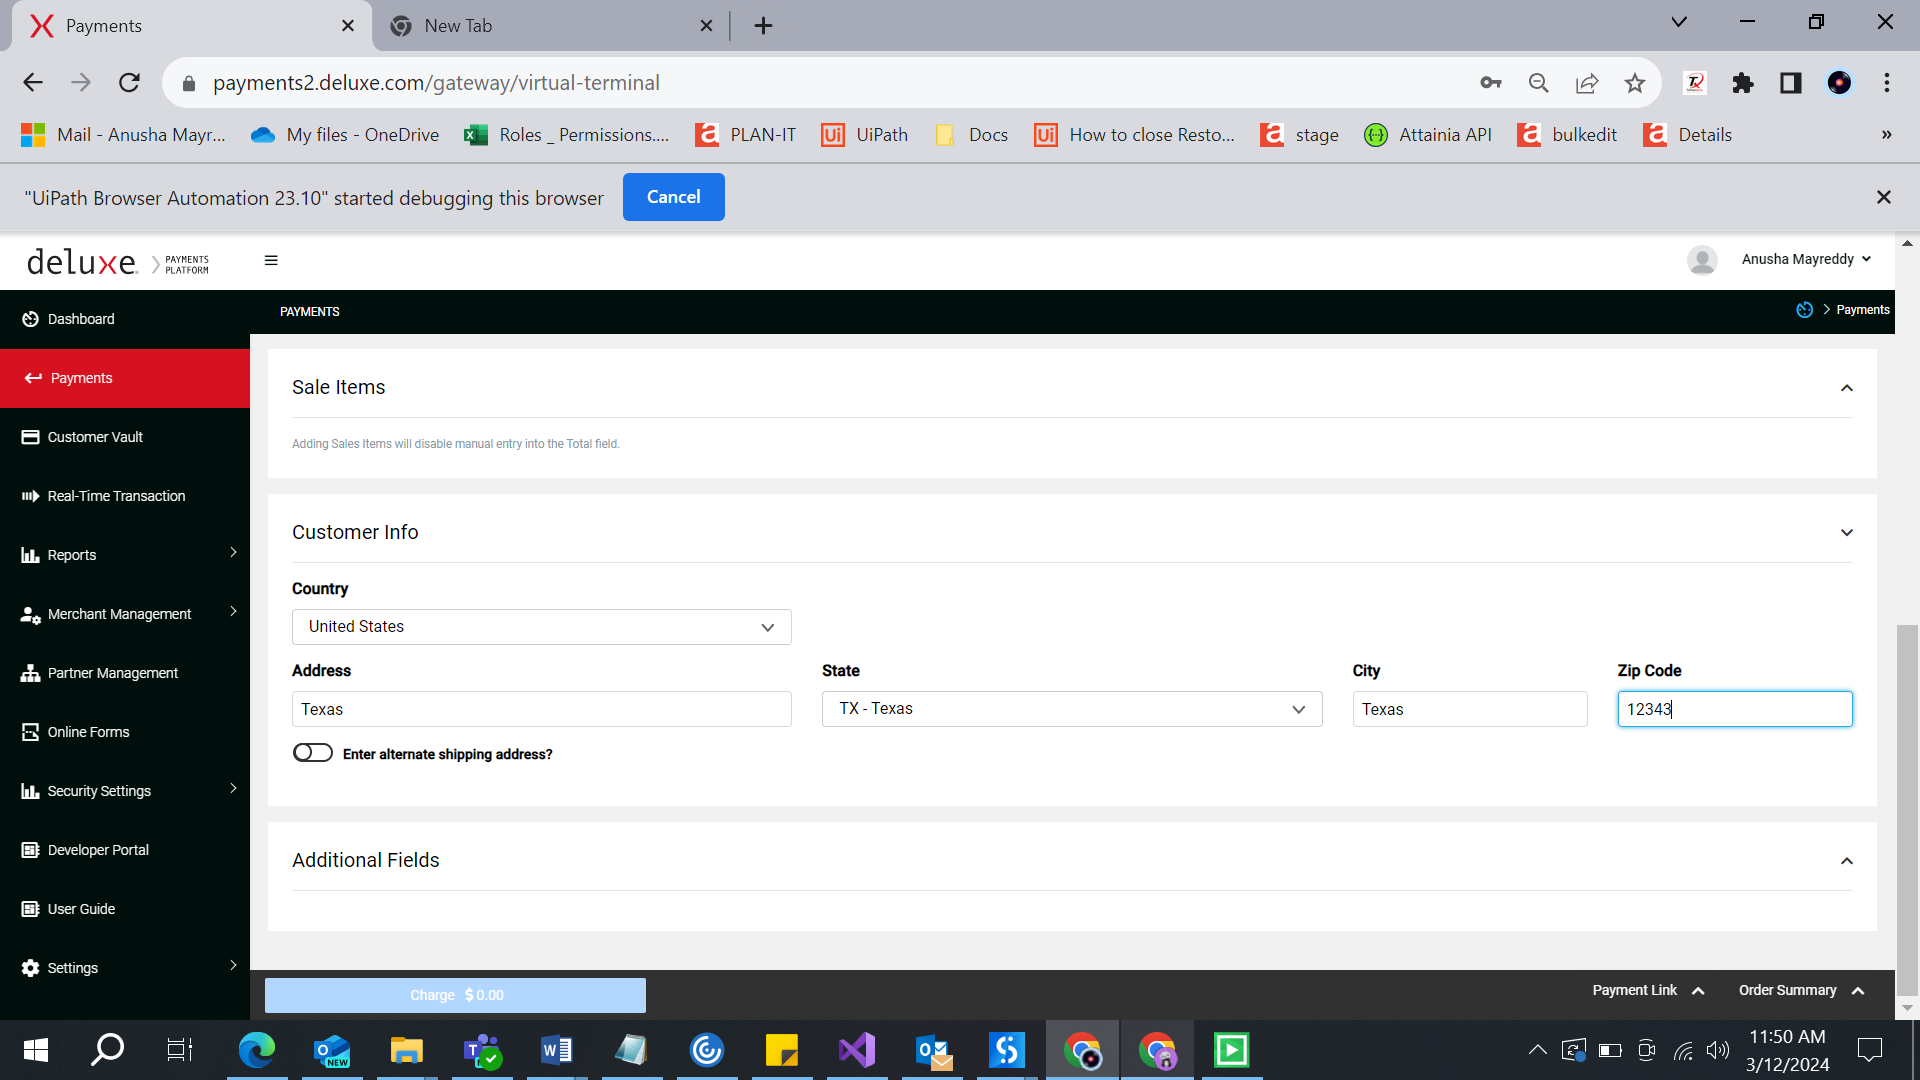 Payments
New Tab
payments2.deluxe.com/gateway/virtual-terminal
Mail - Anusha Mayr...
My files - OneDrive
Roles _ Permissions....
PLAN-IT
UiPath
Docs
How to close Resto...
stage
Attainia API
bulkedit
Details
»
"UiPath Browser Automation 23.10" started debugging this browser
Cancel
deluxe. PAYMENTS PLATFORM
Anusha Mayreddy
Dashboard
PAYMENTS
Payments
Payments
Customer Vault
Real-Time Transaction
Reports
Merchant Management
Partner Management
Online Forms
Security Settings
Developer Portal
User Guide
Settings
Sale Items
Adding Sales Items will disable manual entry into the Total field.
Customer Info
Country
United States
Address
State
City
Zip Code
Texas
TX - Texas
Texas
12343
Enter alternate shipping address?
Additional Fields
Charge $ 0.00
Payment Link
Order Summary
NEW
11:50 AM
3/12/2024